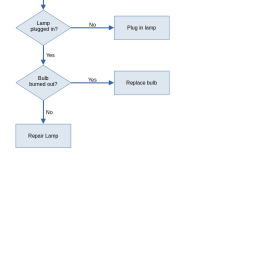 Lamp
plugged in?
No
Plug in lamp
Yes
Bulb
burned out?
Yes
Replace bulb
No
Repair Lamp